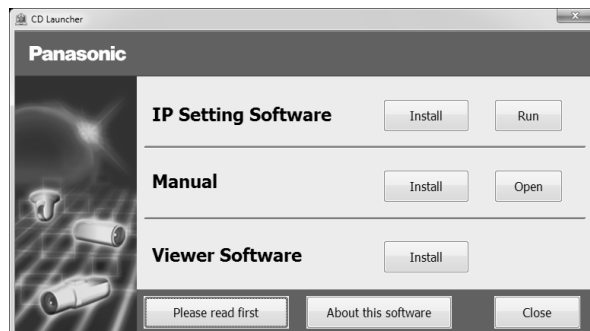 CD Launcher
Panasonic
IP Setting Software Install Run
Manual Install Open
Viewer Software Install
Please read first About this software Close